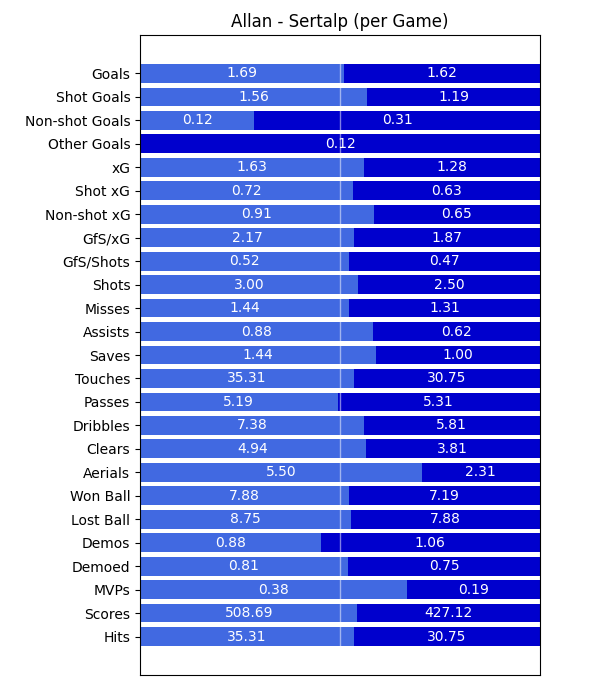 Allan - Sertalp (per Game)
Goals 1.69 1.62
Shot Goals 1.56 1.19
Non-shot Goals 0.12 0.31
Other Goals 0.12
xG 1.63 1.28
Shot xG 0.72 0.63
Non-shot xG 0.91 0.65
GfS/xG 2.17 1.87
GfS/Shots 0.52 0.47
Shots 3.00 2.50
Misses 1.44 1.31
Assists 0.88 0.62
Saves 1.44 1.00
Touches 35.31 30.75
Passes 5.19 5.31
Dribbles 7.38 5.81
Clears 4.94 3.81
Aerials 5.50 2.31
Won Ball 7.88 7.19
Lost Ball 8.75 7.88
Demos 0.88 1.06
Demoed 0.81 0.75
MVPs 0.38 0.19
Scores 508.69 427.12
Hits 35.31 30.75